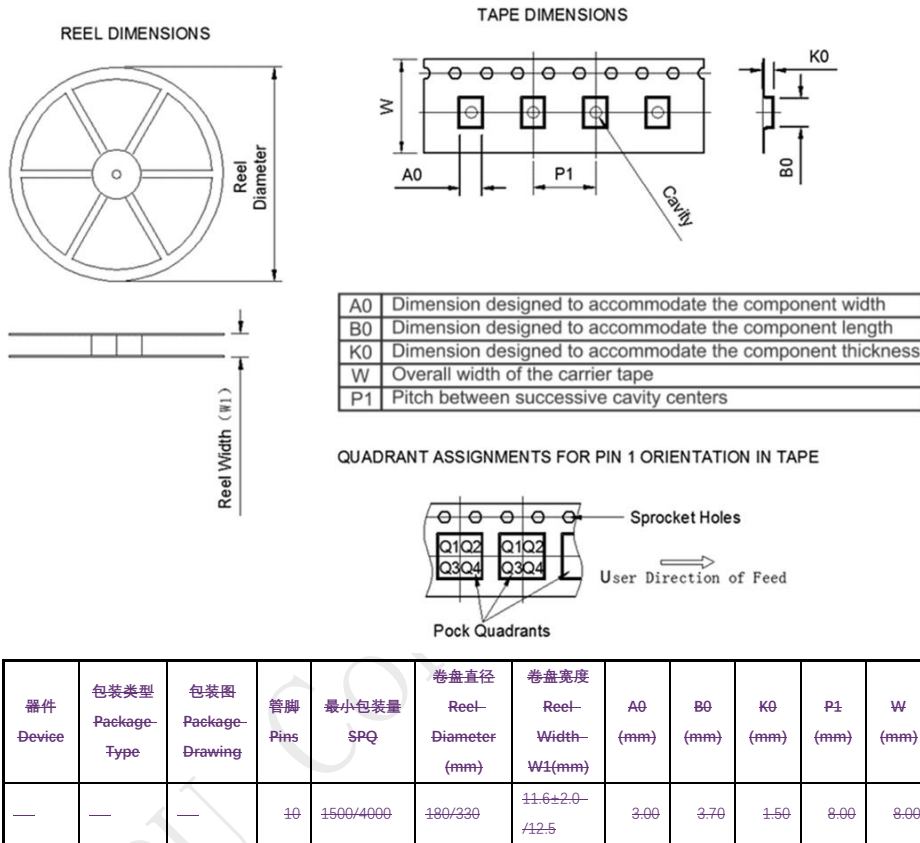 TAPE DIMENSIONS
REEL DIMENSIONS
K0
W
B0
A0
P1
Cavity
Reel
Diameter
A0 Dimension designed to accommodate the component width
B0 Dimension designed to accommodate the component length
K0 Dimension designed to accommodate the component thickness
W Overall width of the carrier tape
P1 Pitch between successive cavity centers
Reel Width (W1)
QUADRANT ASSIGNMENTS FOR PIN 1 ORIENTATION IN TAPE
Sprocket Holes
Q1 Q2 Q1 Q2
Q3 Q4 Q3 Q4
User Direction of Feed
Pock Quadrants
器件
Device
包装类型
Package
Type
包装图
Package
Drawing
管脚
Pins
最小包装量
SPQ
卷盘直径
Reel
Diameter
(mm)
卷盘宽度
Reel
Width
W1(mm)
A0
(mm)
B0
(mm)
K0
(mm)
P1
(mm)
W
(mm)
— — — 10 1500/4000 180/330 11.6±2.0
/12.5 3.00 3.70 1.50 8.00 8.00